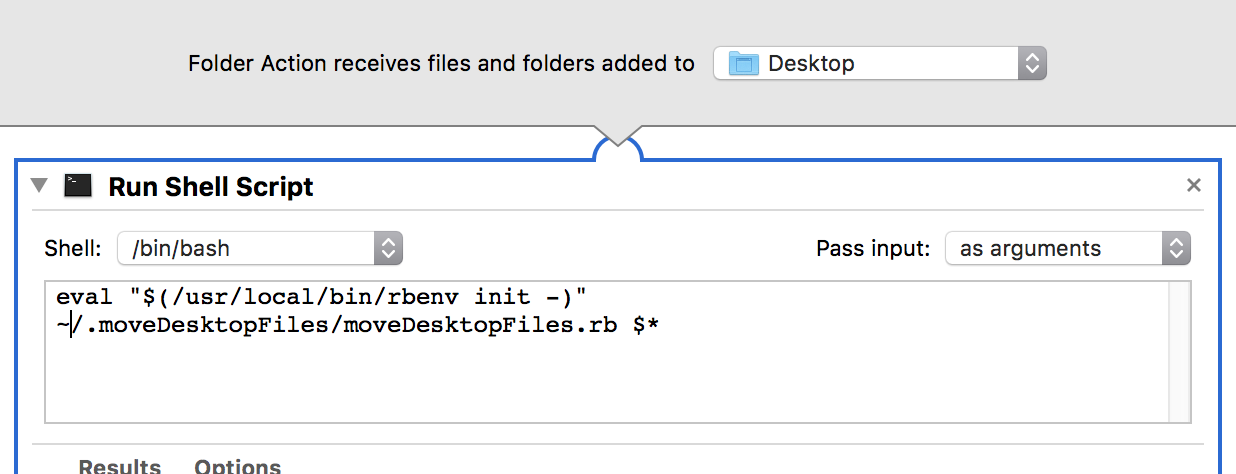 Folder Action receives files and folders added to Desktop
>_ Run Shell Script ×
Shell: /bin/bash Pass input: as arguments
eval "$(/usr/local/bin/rbenv init -)"
~/.moveDesktopFiles/moveDesktopFiles.rb $*
Results Options